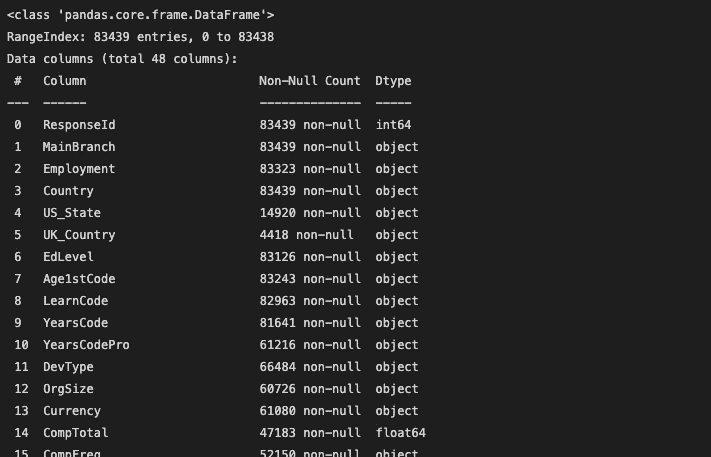 <class 'pandas.core.frame.DataFrame'>
RangeIndex: 83439 entries, 0 to 83438
Data columns (total 48 columns):
 #   Column                     Non-Null Count  Dtype
---  ------                     --------------  -----
 0   ResponseId                 83439 non-null  int64
 1   MainBranch                 83439 non-null  object
 2   Employment                 83323 non-null  object
 3   Country                    83439 non-null  object
 4   US_State                   14920 non-null  object
 5   UK_Country                 4418 non-null   object
 6   EdLevel                    83126 non-null  object
 7   Age1stCode                 83243 non-null  object
 8   LearnCode                  82963 non-null  object
 9   YearsCode                  81641 non-null  object
 10  YearsCodePro               61216 non-null  object
 11  DevType                    66484 non-null  object
 12  OrgSize                    60726 non-null  object
 13  Currency                   61080 non-null  object
 14  CompTotal                  47183 non-null  float64
 15  CompFreq                   52150 non-null  object